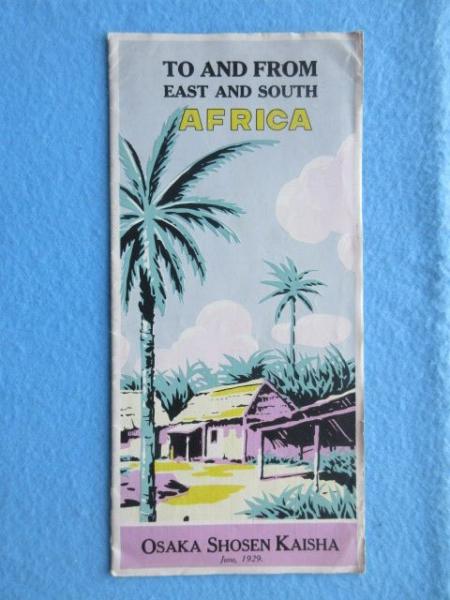 TO AND FROM
EAST AND SOUTH
AFRICA
OSAKA SHOSEN KAISHA
June, 1929.